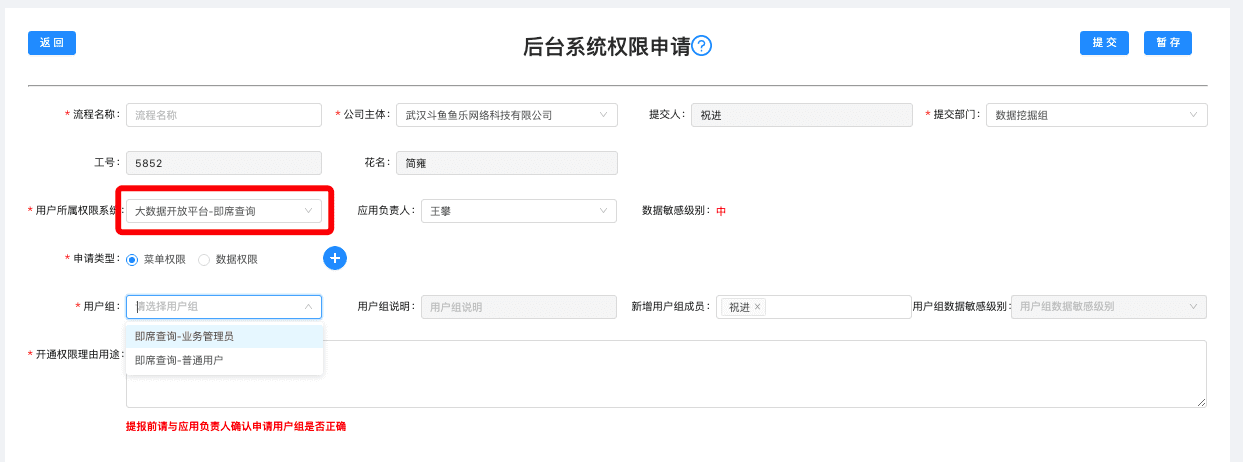 返 回
后台系统权限申请?
提 交
暂 存
* 流程名称: 流程名称
* 公司主体: 武汉斗鱼鱼乐网络科技有限公司
提交人: 祝进
* 提交部门: 数据挖掘组
工号: 5852
花名: 简雍
* 用户所属权限系统: 大数据开放平台-即席查询
应用负责人: 王攀
数据敏感级别: 中
* 申请类型: 菜单权限 数据权限 +
* 用户组: 请选择用户组
用户组说明: 用户组说明
新增用户组成员: 祝进 ×
用户组数据敏感级别: 用户组数据敏感级别
即席查询-业务管理员
即席查询-普通用户
* 开通权限理由用途:
提报前请与应用负责人确认申请用户组是否正确